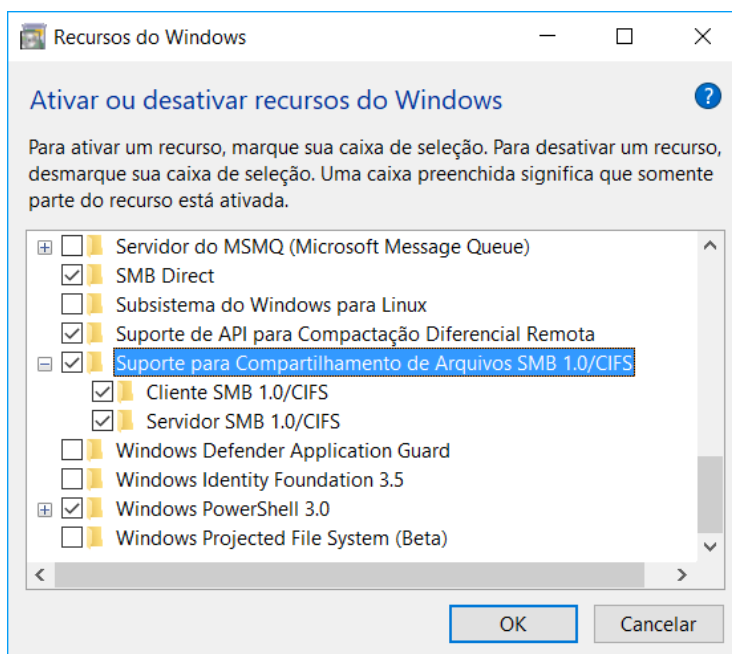 Recursos do Windows
Ativar ou desativar recursos do Windows
?
Para ativar um recurso, marque sua caixa de seleção. Para desativar um recurso,
desmarque sua caixa de seleção. Uma caixa preenchida significa que somente
parte do recurso está ativada.
Servidor do MSMQ (Microsoft Message Queue)
SMB Direct
Subsistema do Windows para Linux
Suporte de API para Compactação Diferencial Remota
Suporte para Compartilhamento de Arquivos SMB 1.0/CIFS
Cliente SMB 1.0/CIFS
Servidor SMB 1.0/CIFS
Windows Defender Application Guard
Windows Identity Foundation 3.5
Windows PowerShell 3.0
Windows Projected File System (Beta)
OK
Cancelar